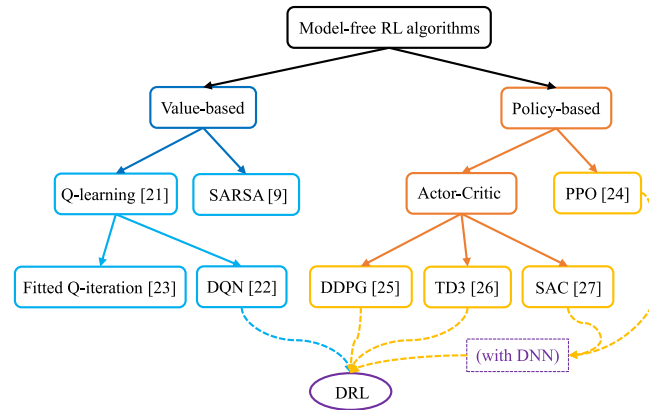 Model-free RL algorithms
Value-based
Policy-based
Q-learning [21]
SARSA [9]
Actor-Critic
PPO [24]
Fitted Q-iteration [23]
DQN [22]
DDPG [25]
TD3 [26]
SAC [27]
(with DNN)
DRL